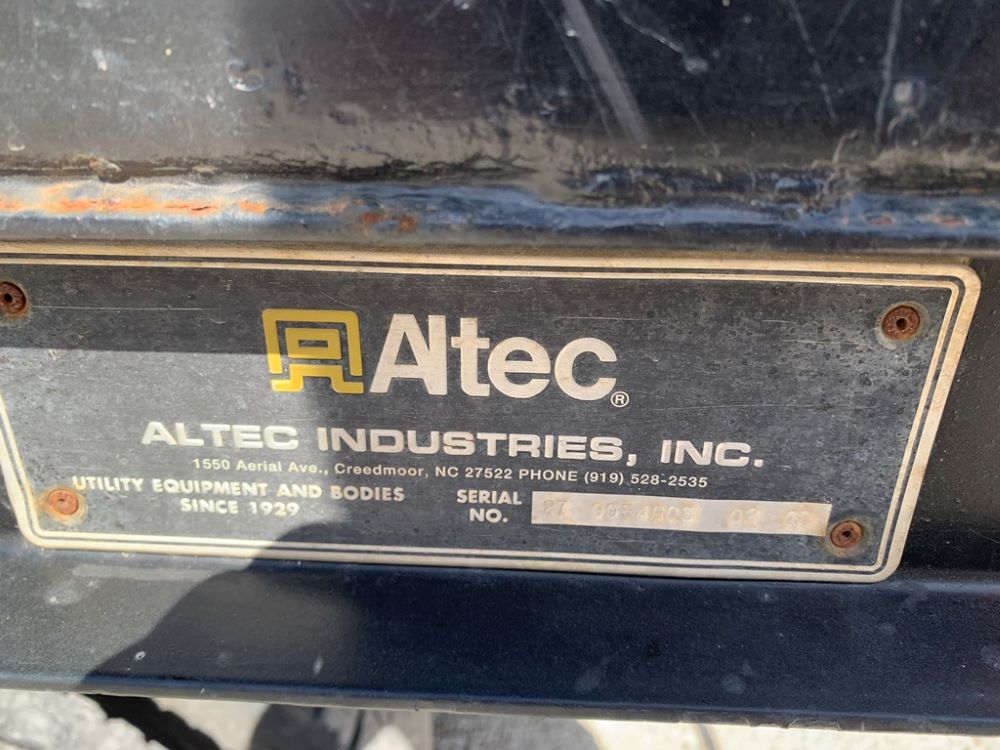 Altec®
ALTEC INDUSTRIES, INC.
1550 Aerial Ave., Creedmoor, NC 27522 PHONE (919) 528-2535
UTILITY EQUIPMENT AND BODIES
SINCE 1929
SERIAL
NO.